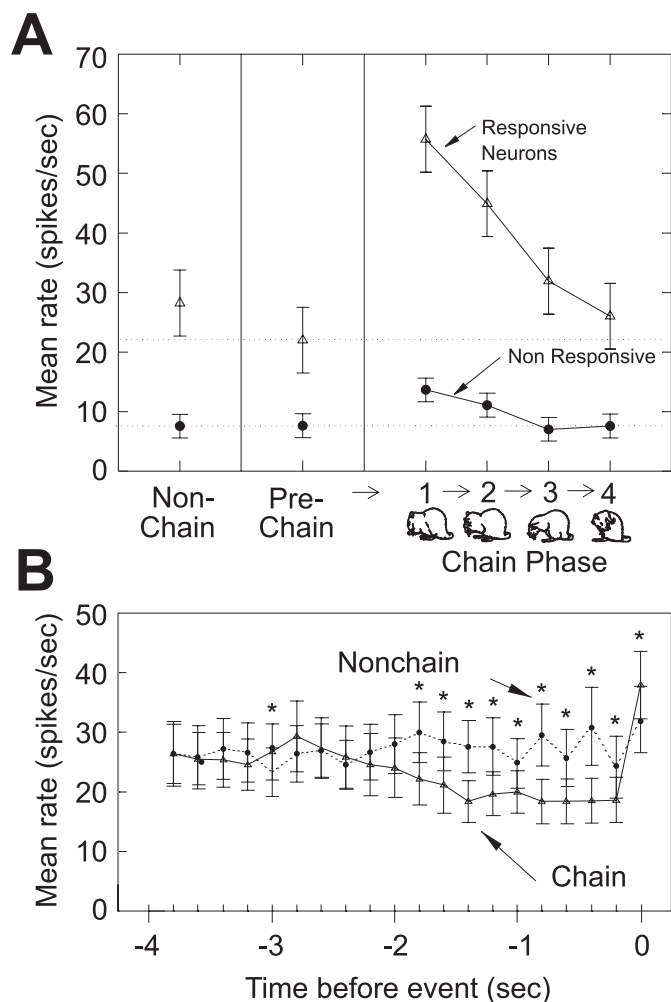 A
70
60
50
40
30
20
10
0
Mean rate (spikes/sec)
Responsive
Neurons
Non Responsive
Non-
Chain
Pre-
Chain
→ 1 → 2 → 3 → 4
Chain Phase
B
50
40
30
20
10
0
Mean rate (spikes/sec)
Nonchain
* * * * * * * * * * *
Chain
-4 -3 -2 -1 0
Time before event (sec)